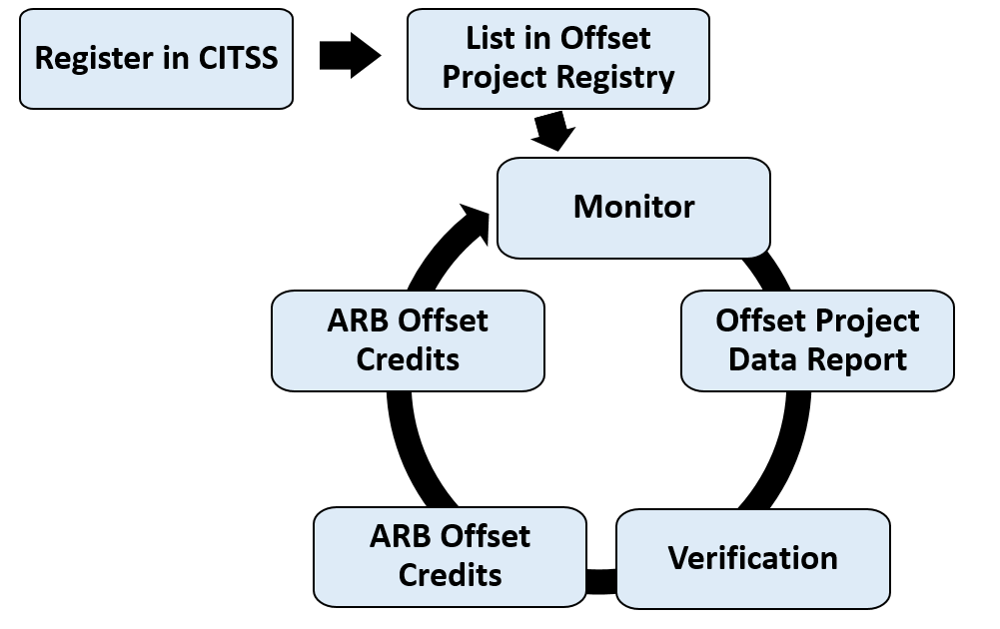 Register in CITSS
List in Offset
Project Registry
Monitor
ARB Offset
Credits
Offset Project
Data Report
ARB Offset
Credits
Verification